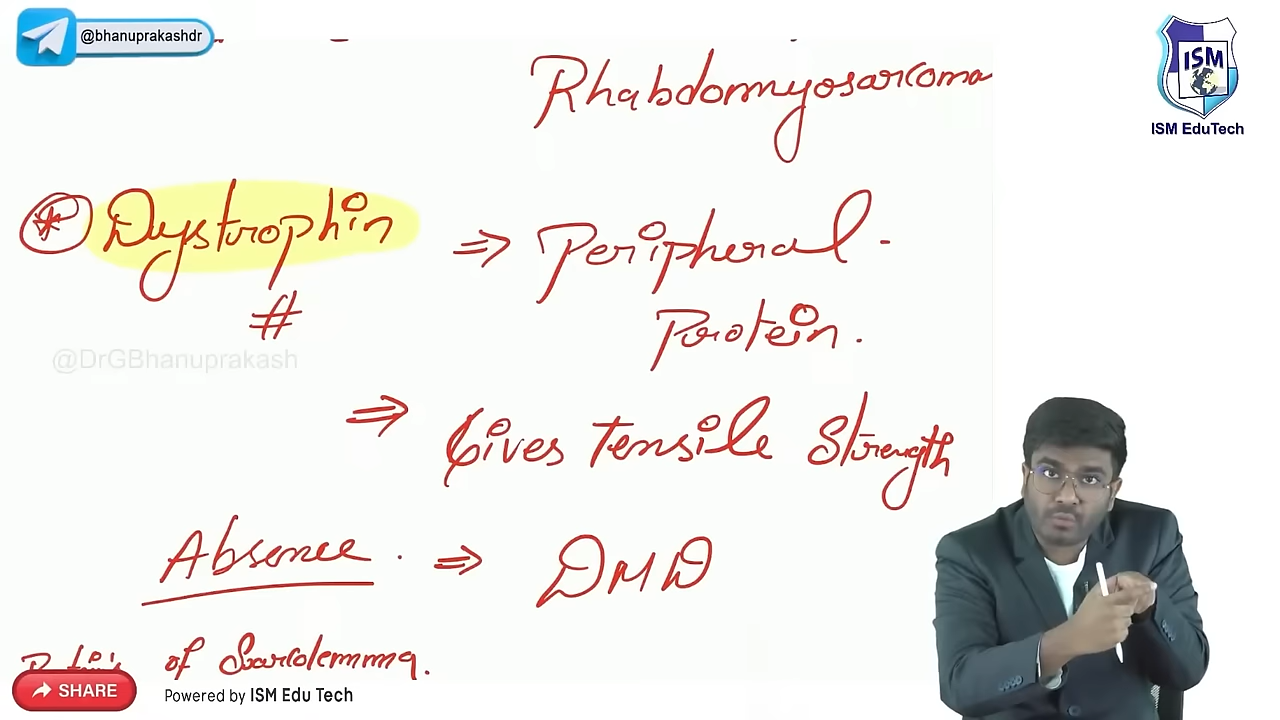 @bhanuprakashdr
ISM
ISM EduTech
Rhabdomyosarcoma
* Dystrophin ⇒ Peripheral
#
Protein.
@DrGBhanuprakash
⇒ Gives Tensile Strength
Absence ⇒ DMD
of Sarcolemma.
SHARE
Powered by ISM Edu Tech